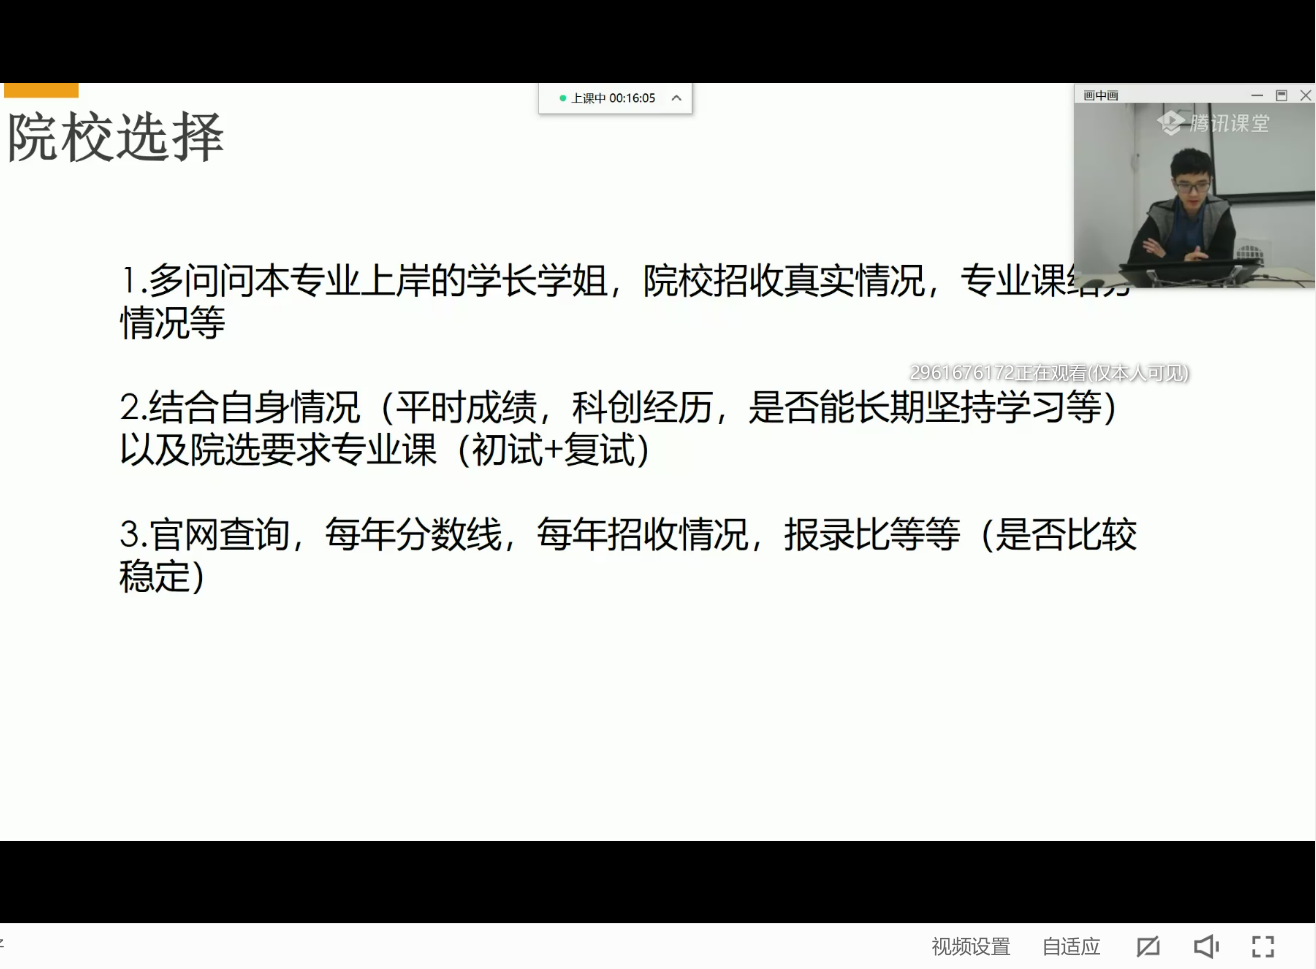 上课中 00:16:05
画中画
腾讯课堂
院校选择
1.多问问本专业上岸的学长学姐，院校招收真实情况，专业课给分
情况等
2961676172正在观看(仅本人可见)
2.结合自身情况（平时成绩，科创经历，是否能长期坚持学习等）
以及院选要求专业课（初试+复试）
3.官网查询，每年分数线，每年招收情况，报录比等等（是否比较
稳定）
视频设置
自适应